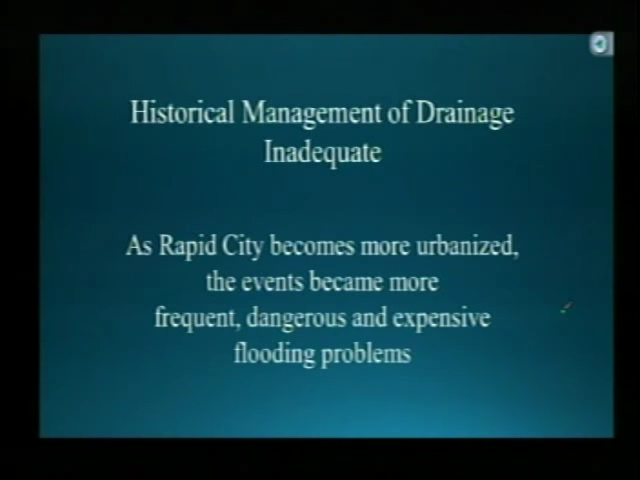 Historical Management of Drainage
Inadequate
As Rapid City becomes more urbanized,
the events became more
frequent, dangerous and expensive
flooding problems